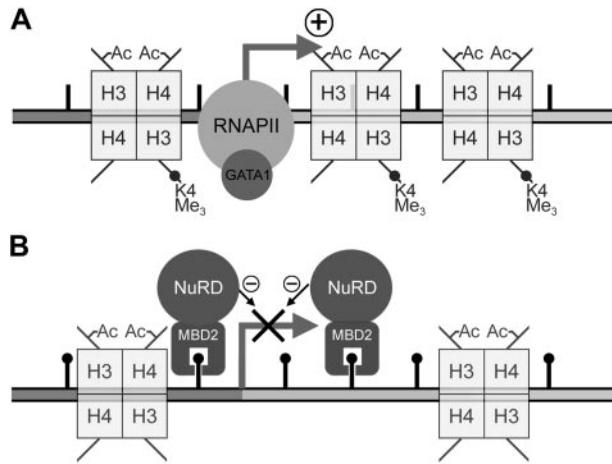 A
+
Ac Ac
Ac Ac
Ac Ac
H3 H4
H3 H4
H3 H4
RNAPII
H4 H3
H4 H3
H4 H3
GATA1
K4
Me3
K4
Me3
K4
Me3
B
NuRD
−
−
NuRD
MBD2
MBD2
Ac Ac
Ac Ac
H3 H4
H3 H4
H4 H3
H4 H3